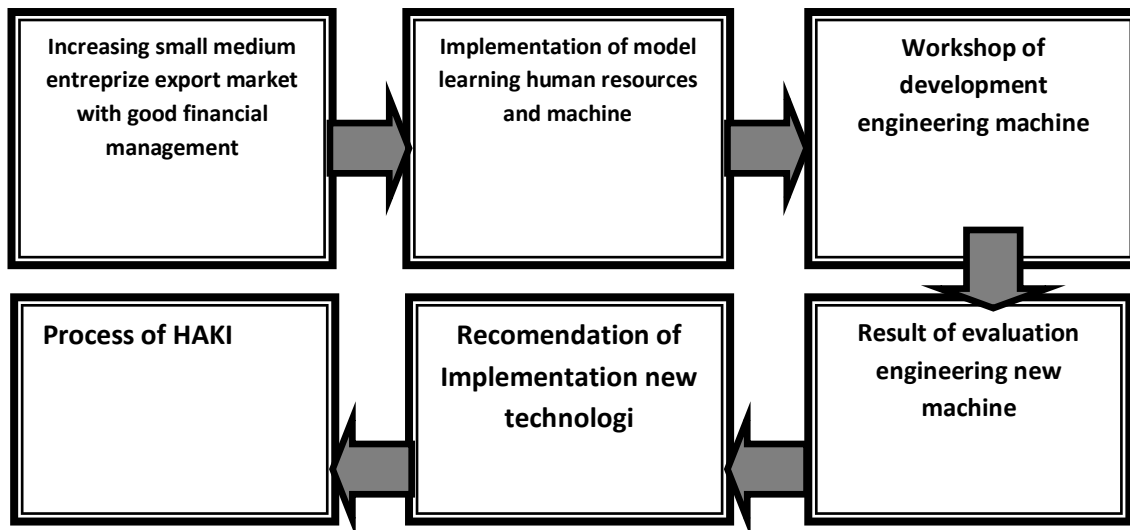 Increasing small medium
entreprize export market
with good financial
management
Implementation of model
learning human resources
and machine
Workshop of
development
engineering machine
Result of evaluation
engineering new
machine
Recomendation of
Implementation new
technologi
Process of HAKI